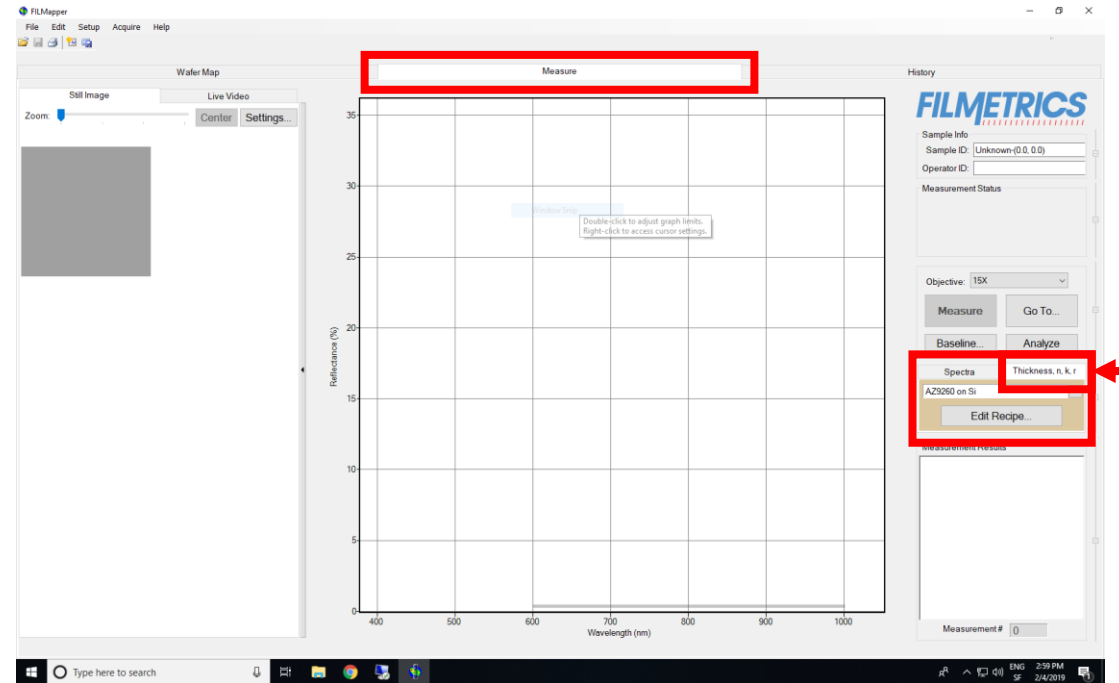 FILMapper
File Edit Setup Acquire Help
Wafer Map Measure History
Still Image Live Video
Zoom: Center Settings...
FILMETRICS
Sample Info
Sample ID: Unknown-(0.0, 0.0)
Operator ID:
Measurement Status
Window Snip
Double-click to adjust graph limits.
Right-click to access cursor settings.
Objective: 15X
Measure Go To...
Baseline... Analyze
Spectra Thickness, n, k, r
AZ9260 on Si
Edit Recipe...
Measurement Results
Reflectance (%)
35
30
25
20
15
10
5
0
400 500 600 700 800 900 1000
Wavelength (nm)
Measurement # 0
Type here to search
ENG 2:59 PM
SF 2/4/2019